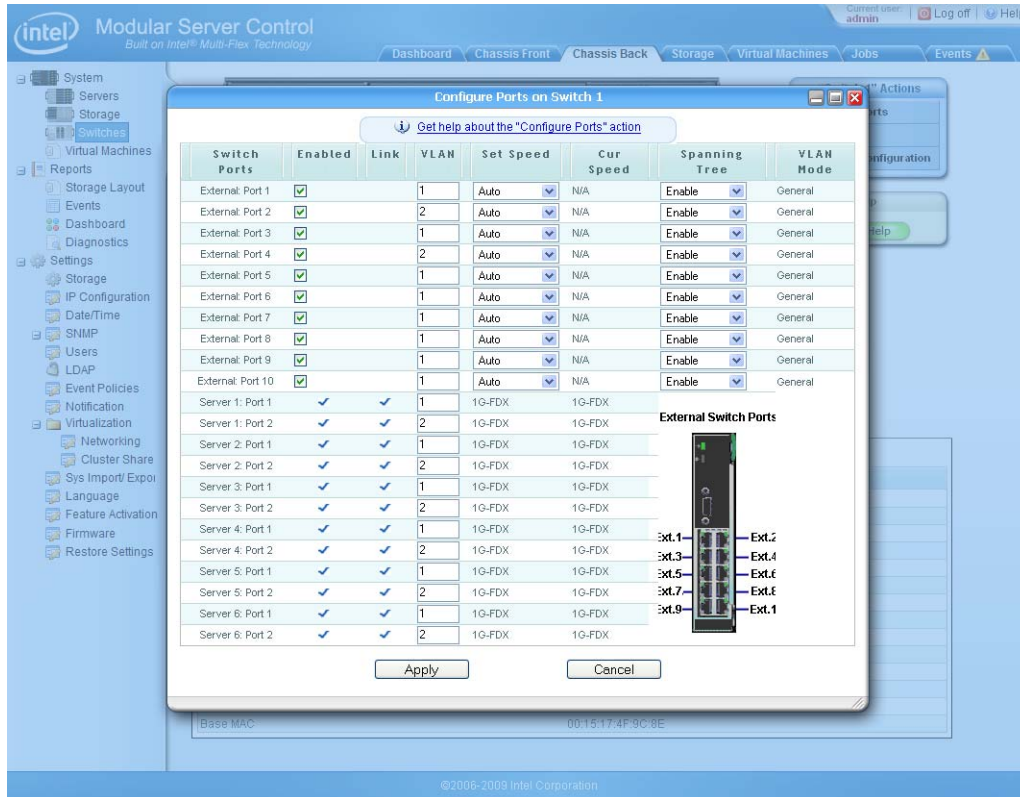 intel
Modular Server Control
Built on Intel® Multi-Flex Technology
Current user:
admin
Log off
Dashboard Chassis Front Chassis Back Storage Virtual Machines Jobs Events
System
Servers
Storage
Switches
Virtual Machines
Reports
Storage Layout
Events
Dashboard
Diagnostics
Settings
Storage
IP Configuration
Date/Time
SNMP
Users
LDAP
Event Policies
Notification
Virtualization
Networking
Cluster Share
Sys Import/ Expor
Language
Feature Activation
Firmware
Restore Settings
Actions
Configure Ports on Switch 1
Get help about the "Configure Ports" action
Switch Ports Enabled Link VLAN Set Speed Cur Speed Spanning Tree VLAN Mode
External: Port 1 1 Auto N/A Enable General
External: Port 2 2 Auto N/A Enable General
External: Port 3 1 Auto N/A Enable General
External: Port 4 2 Auto N/A Enable General
External: Port 5 1 Auto N/A Enable General
External: Port 6 1 Auto N/A Enable General
External: Port 7 1 Auto N/A Enable General
External: Port 8 1 Auto N/A Enable General
External: Port 9 1 Auto N/A Enable General
External: Port 10 1 Auto N/A Enable General
Server 1: Port 1 1 1G-FDX 1G-FDX
Server 1: Port 2 2 1G-FDX 1G-FDX
Server 2: Port 1 1 1G-FDX 1G-FDX
Server 2: Port 2 2 1G-FDX 1G-FDX
Server 3: Port 1 1 1G-FDX 1G-FDX
Server 3: Port 2 2 1G-FDX 1G-FDX
Server 4: Port 1 1 1G-FDX 1G-FDX
Server 4: Port 2 2 1G-FDX 1G-FDX
Server 5: Port 1 1 1G-FDX 1G-FDX
Server 5: Port 2 2 1G-FDX 1G-FDX
Server 6: Port 1 1 1G-FDX 1G-FDX
Server 6: Port 2 2 1G-FDX 1G-FDX
External Switch Ports
Ext.1 Ext.2
Ext.3 Ext.4
Ext.5 Ext.6
Ext.7 Ext.8
Ext.9 Ext.1
Apply Cancel
Base MAC 00:15:17:4F:9C:8E
©2006-2009 Intel Corporation